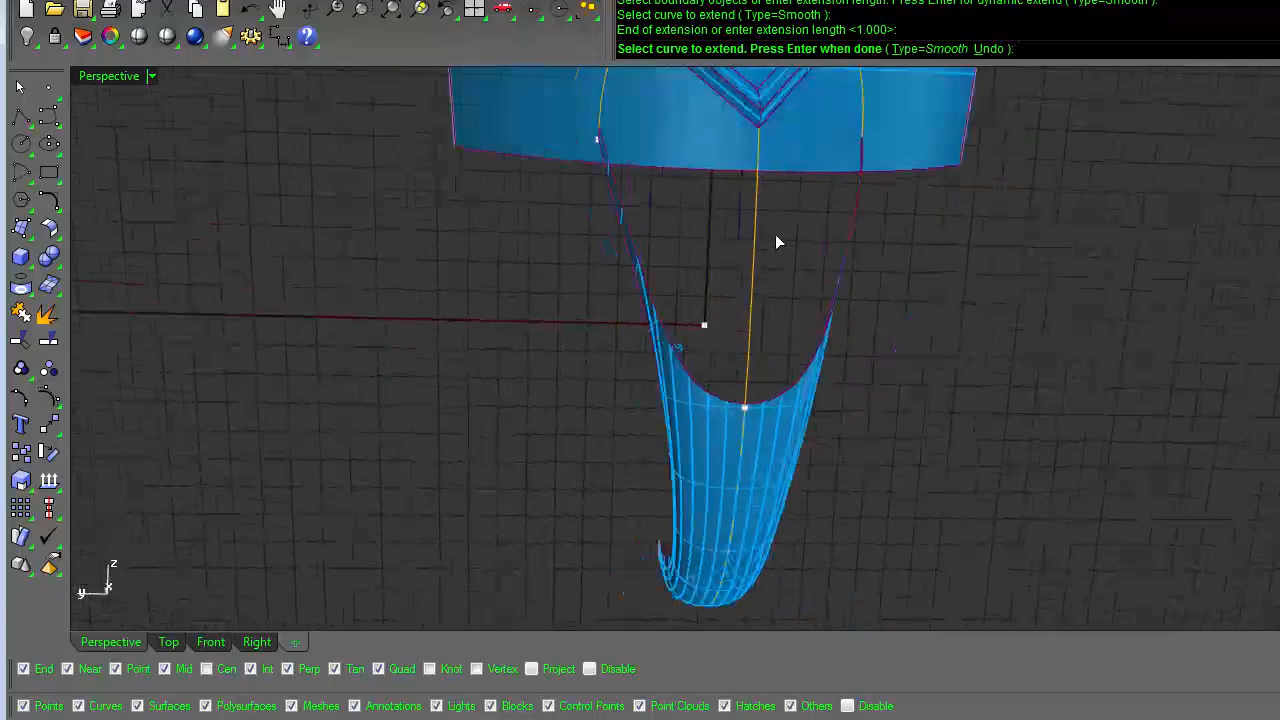 Select boundary objects or enter extension length. Press Enter for dynamic extend ( Type=Smooth ):
Select curve to extend ( Type=Smooth ):
End of extension or enter extension length <1.000>:
Select curve to extend. Press Enter when done ( Type=Smooth Undo ):
Perspective
z
y x
Perspective Top Front Right
End Near Point Mid Cen Int Perp Tan Quad Knot Vertex Project Disable
Points Curves Surfaces Polysurfaces Meshes Annotations Lights Blocks Control Points Point Clouds Hatches Others Disable